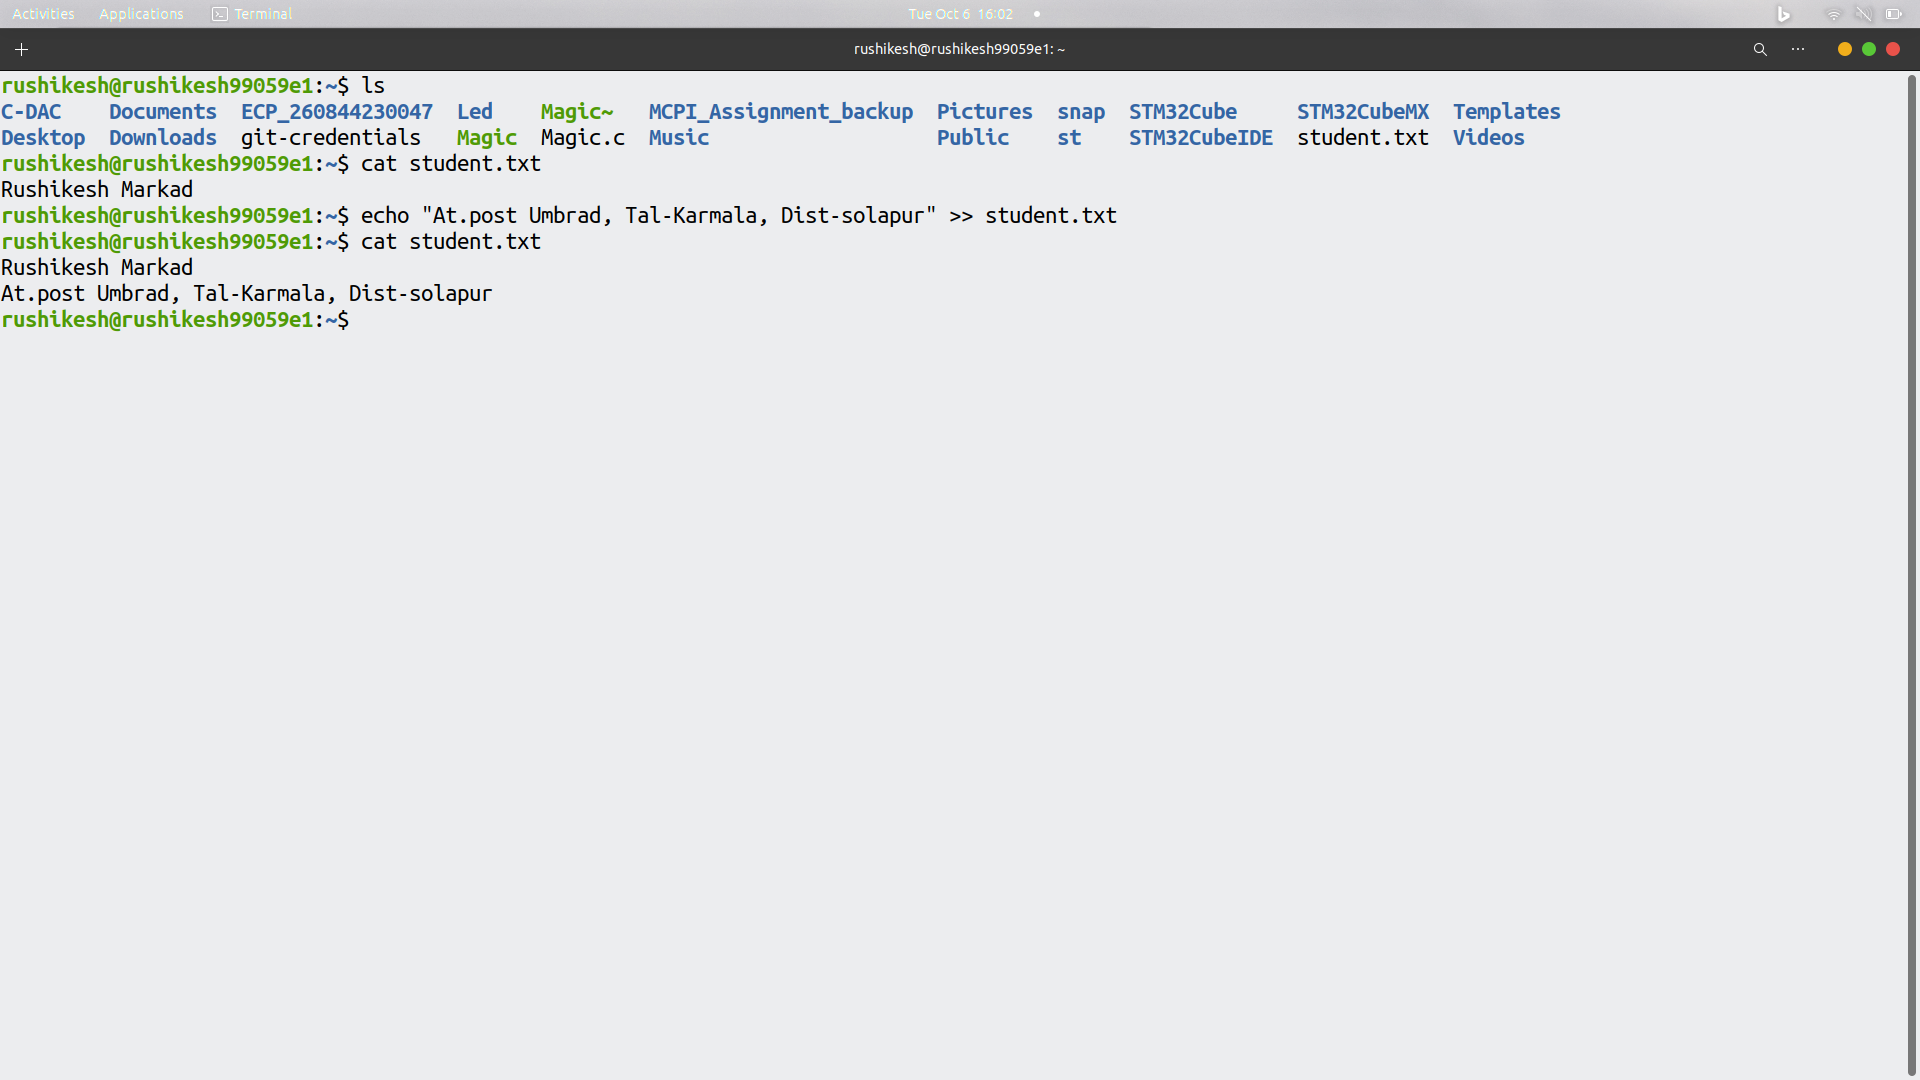 Activities Applications Terminal Tue Oct 6 16:02
rushikesh@rushikesh99059e1: ~
rushikesh@rushikesh99059e1:~$ ls
C-DAC Documents ECP_260844230047 Led Magic~ MCPI_Assignment_backup Pictures snap STM32Cube STM32CubeMX Templates
Desktop Downloads git-credentials Magic Magic.c Music Public st STM32CubeIDE student.txt Videos
rushikesh@rushikesh99059e1:~$ cat student.txt
Rushikesh Markad
rushikesh@rushikesh99059e1:~$ echo "At.post Umbrad, Tal-Karmala, Dist-solapur" >> student.txt
rushikesh@rushikesh99059e1:~$ cat student.txt
Rushikesh Markad
At.post Umbrad, Tal-Karmala, Dist-solapur
rushikesh@rushikesh99059e1:~$